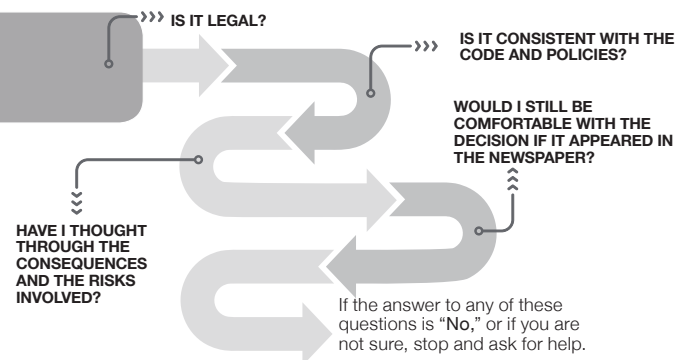 IS IT LEGAL?
IS IT CONSISTENT WITH THE
CODE AND POLICIES?
HAVE I THOUGHT
THROUGH THE
CONSEQUENCES
AND THE RISKS
INVOLVED?
WOULD I STILL BE
COMFORTABLE WITH THE
DECISION IF IT APPEARED IN
THE NEWSPAPER?
If the answer to any of these
questions is “No,” or if you are
not sure, stop and ask for help.